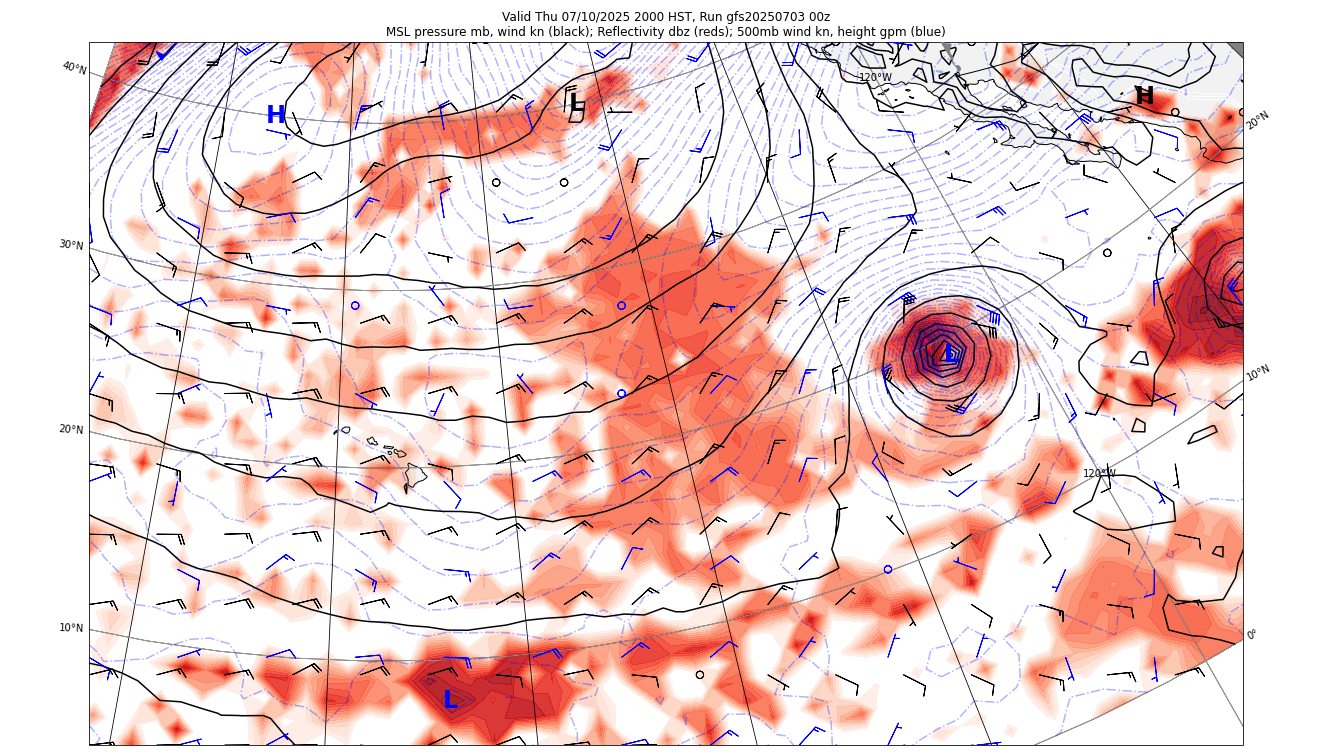 Valid Thu 07/10/2025 2000 HST, Run gfs20250703 00z
MSL pressure mb, wind kn (black); Reflectivity dbz (reds); 500mb wind kn, height gpm (blue)
40°N
120°W
H
L
H
20°N
30°N
L
10°N
20°N
120°W
10°N
0°
L